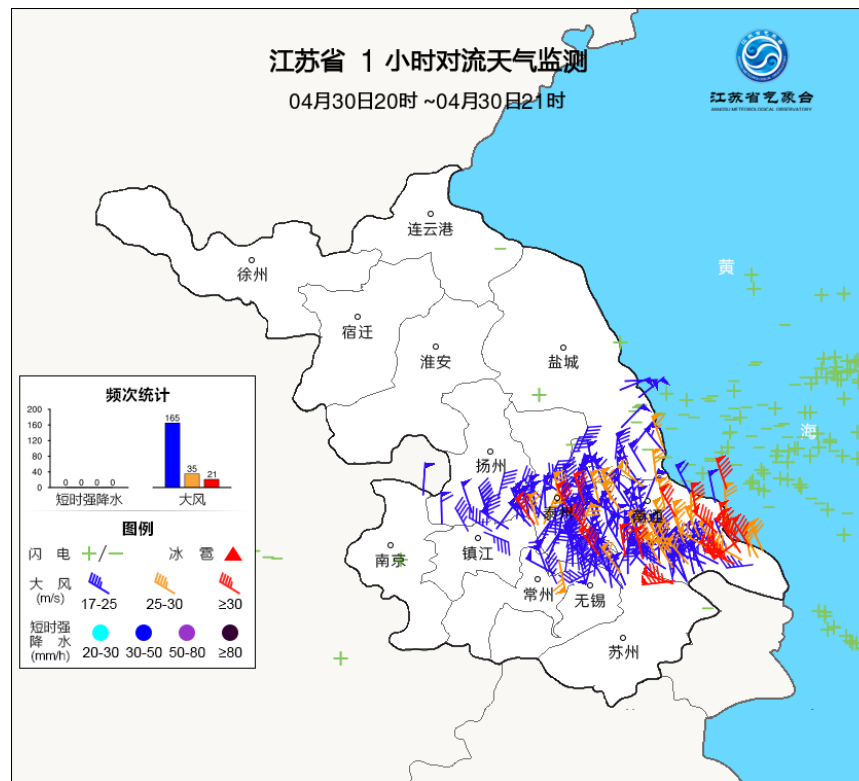 江苏省 1 小时对流天气监测
04月30日20时 ~04月30日21时
江苏省气象台
JIANGSU METEOROLOGICAL OBSERVATORY
连云港
徐州
黄
宿迁
淮安
盐城
海
扬州
泰州
南通
南京
镇江
常州
无锡
苏州
频次统计
200
160
120
80
40
0
0 0 0 0
165
35
21
短时强降水 大风
图例
闪 电 +/− 冰 雹
大 风
(m/s)
17-25 25-30 ≥30
短时强
降 水
(mm/h)
20-30 30-50 50-80 ≥80